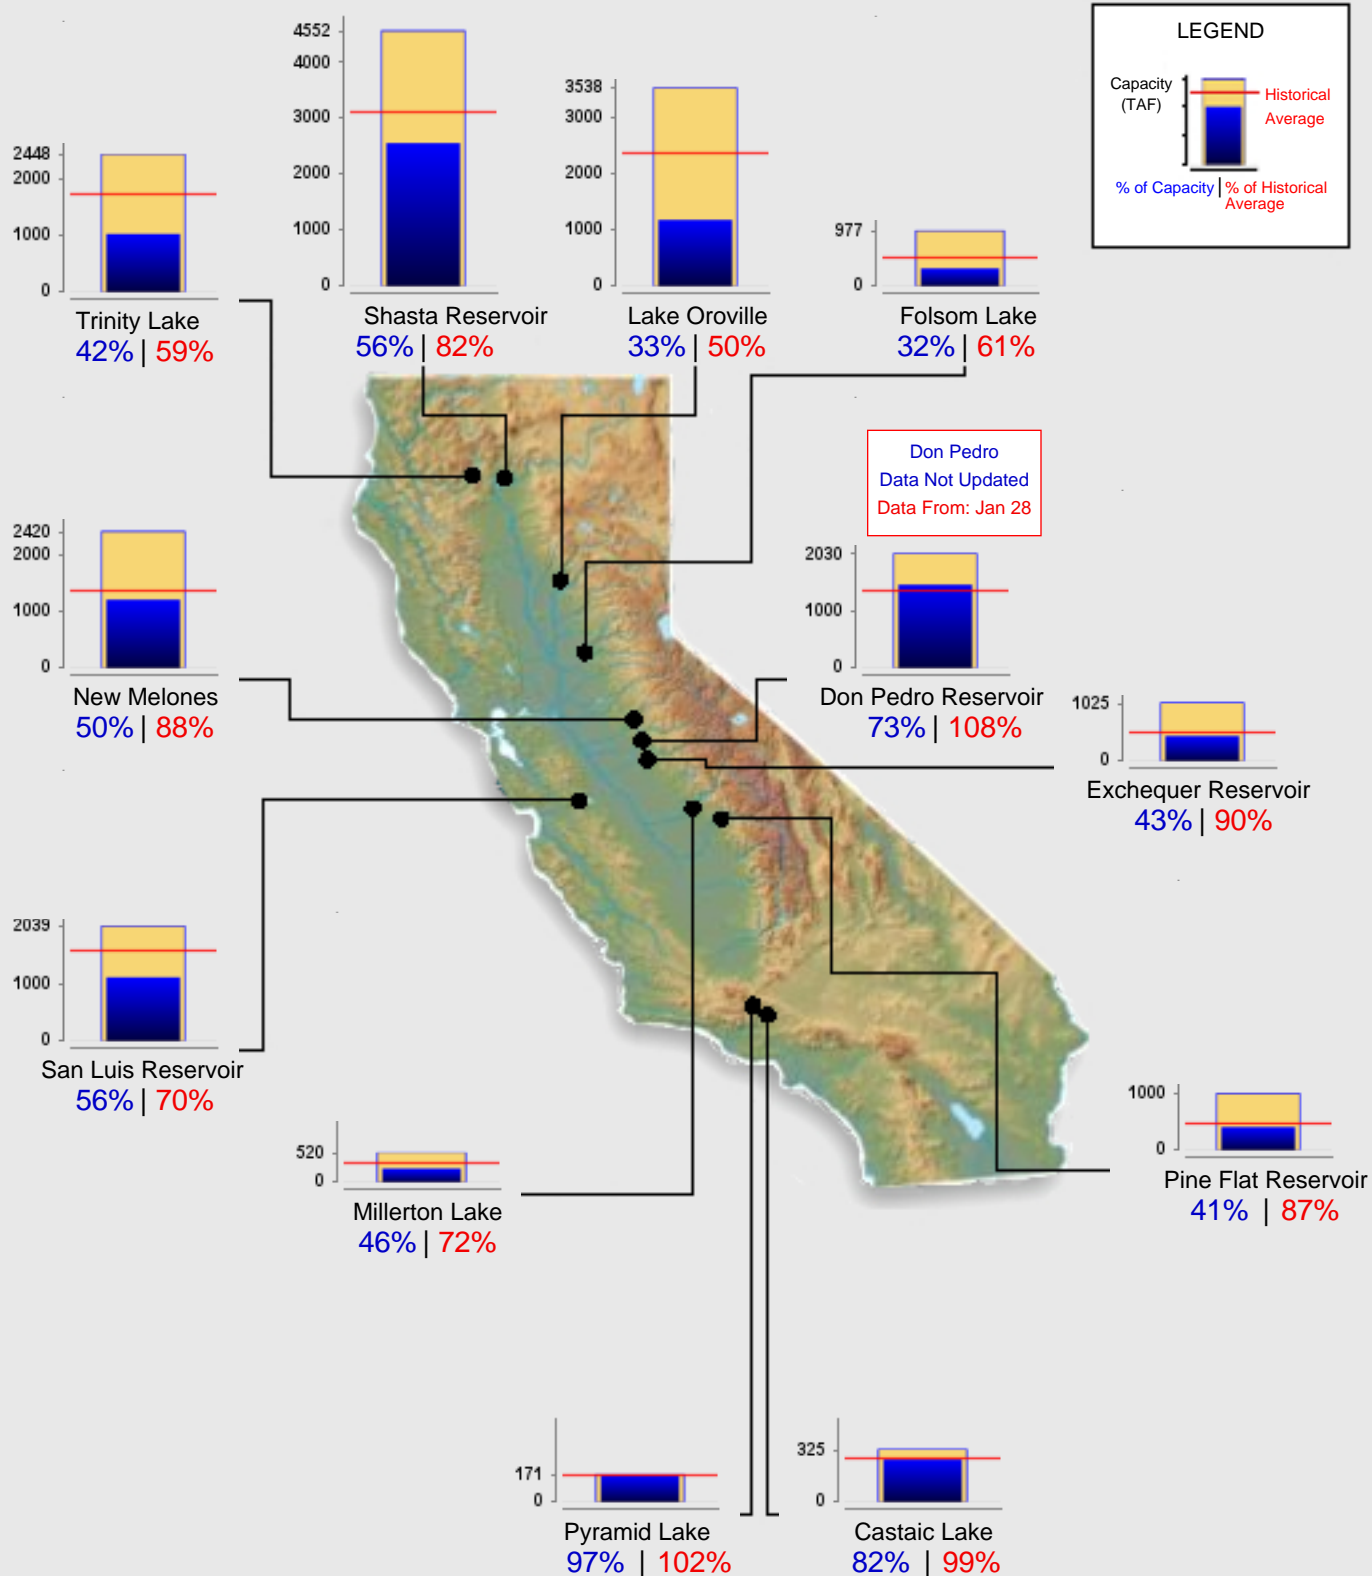 LEGEND
Capacity
(TAF)
Historical
Average
% of Capacity | % of Historical
Average
4552
4000
3000
2000
1000
0
Shasta Reservoir
56% | 82%
3538
3000
2000
1000
0
Lake Oroville
33% | 50%
2448
2000
1000
0
Trinity Lake
42% | 59%
977
0
Folsom Lake
32% | 61%
Don Pedro
Data Not Updated
Data From: Jan 28
2420
2000
1000
0
New Melones
50% | 88%
2030
1000
0
Don Pedro Reservoir
73% | 108%
1025
0
Exchequer Reservoir
43% | 90%
2039
1000
0
San Luis Reservoir
56% | 70%
520
0
Millerton Lake
46% | 72%
1000
0
Pine Flat Reservoir
41% | 87%
171
0
Pyramid Lake
97% | 102%
325
0
Castaic Lake
82% | 99%